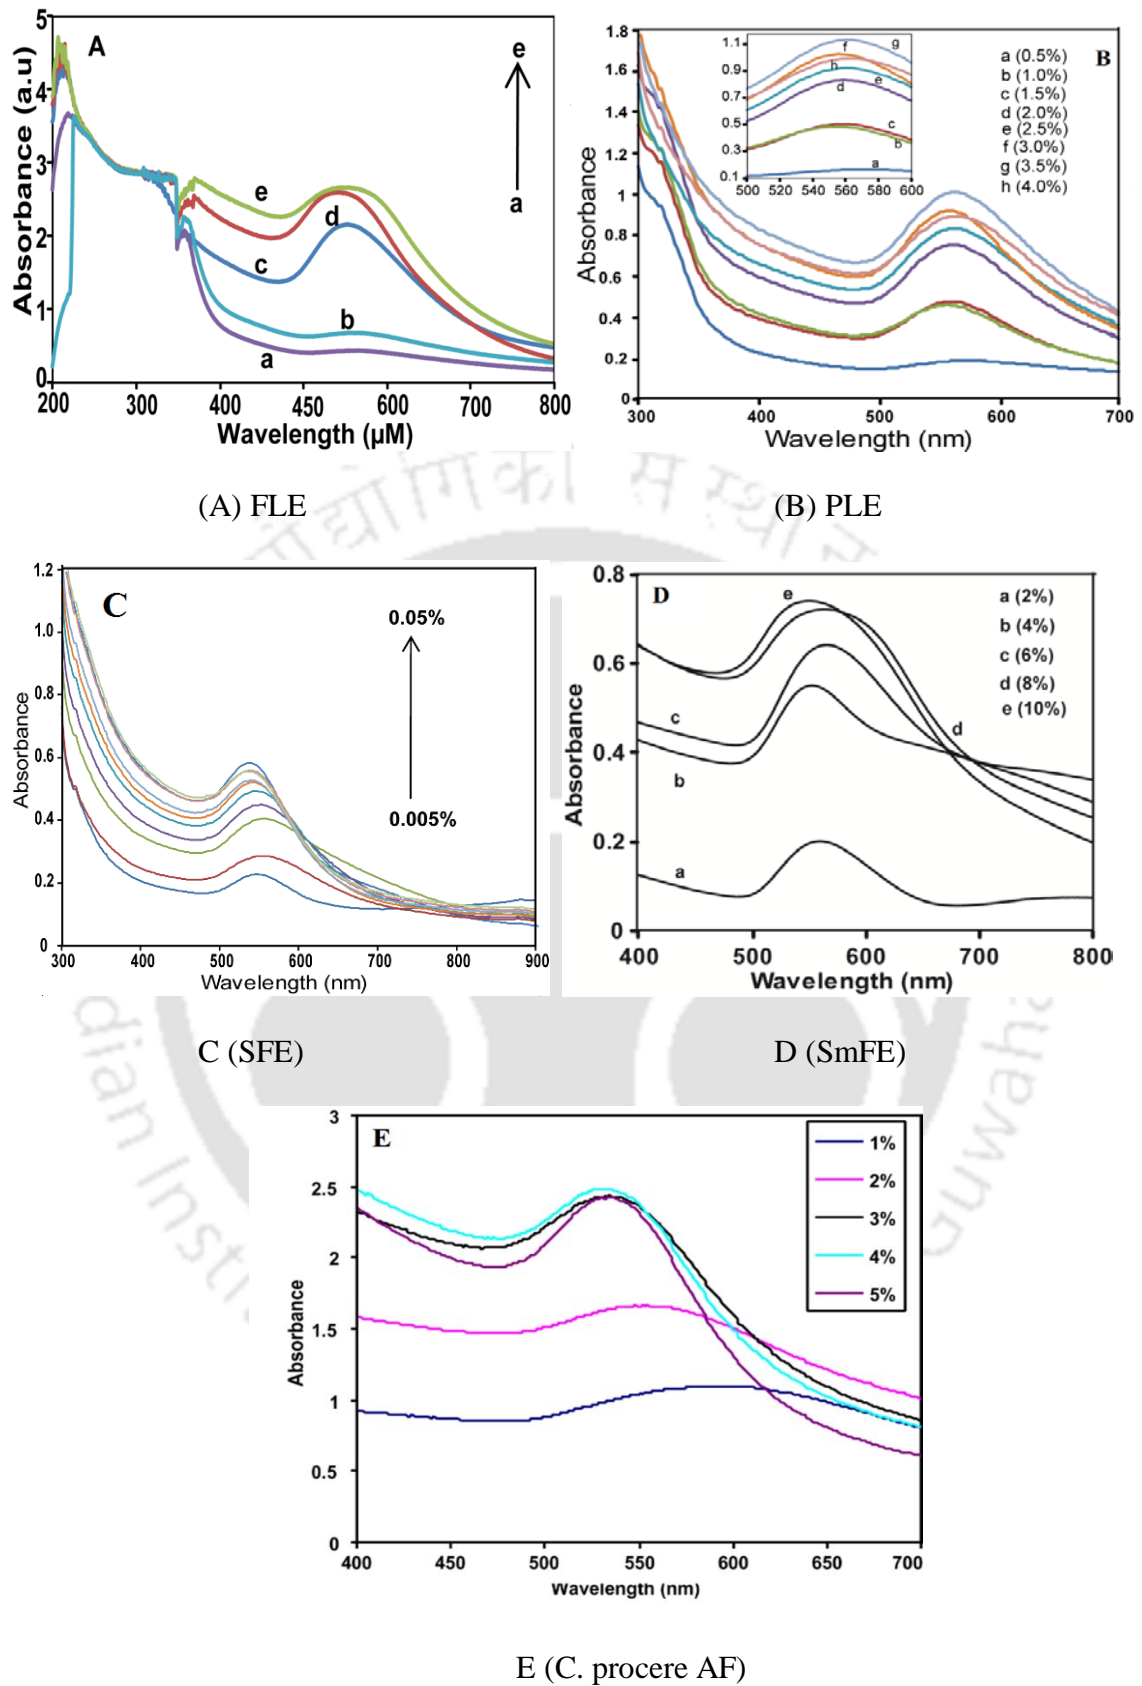 A
Absorbance (a.u)
5
4
3
2
1
0
200
300
400
450
600
700
800
Wavelength (µM)
e
a
e
d
c
b
a
B
Absorbance
1.8
1.6
1.4
1.2
1
0.8
0.6
0.4
0.2
0
300
400
500
600
700
Wavelength (nm)
1.1
0.9
0.7
0.5
0.3
0.1
500
520
540
560
580
600
f
g
h
e
d
c
b
a
a (0.5%)
b (1.0%)
c (1.5%)
d (2.0%)
e (2.5%)
f (3.0%)
g (3.5%)
h (4.0%)
(A) FLE
(B) PLE
C
Absorbance
1.2
1.0
0.8
0.6
0.4
0.2
0
300
400
500
600
700
800
900
Wavelength (nm)
0.05%
0.005%
D
Absorbance
0.8
0.6
0.4
0.2
0
400
500
600
700
800
Wavelength (nm)
e
c
b
d
a
a (2%)
b (4%)
c (6%)
d (8%)
e (10%)
C (SFE)
D (SmFE)
E
Absorbance
3
2.5
2
1.5
1
0.5
0
400
450
500
550
600
650
700
Wavelength (nm)
1%
2%
3%
4%
5%
E (C. procere AF)